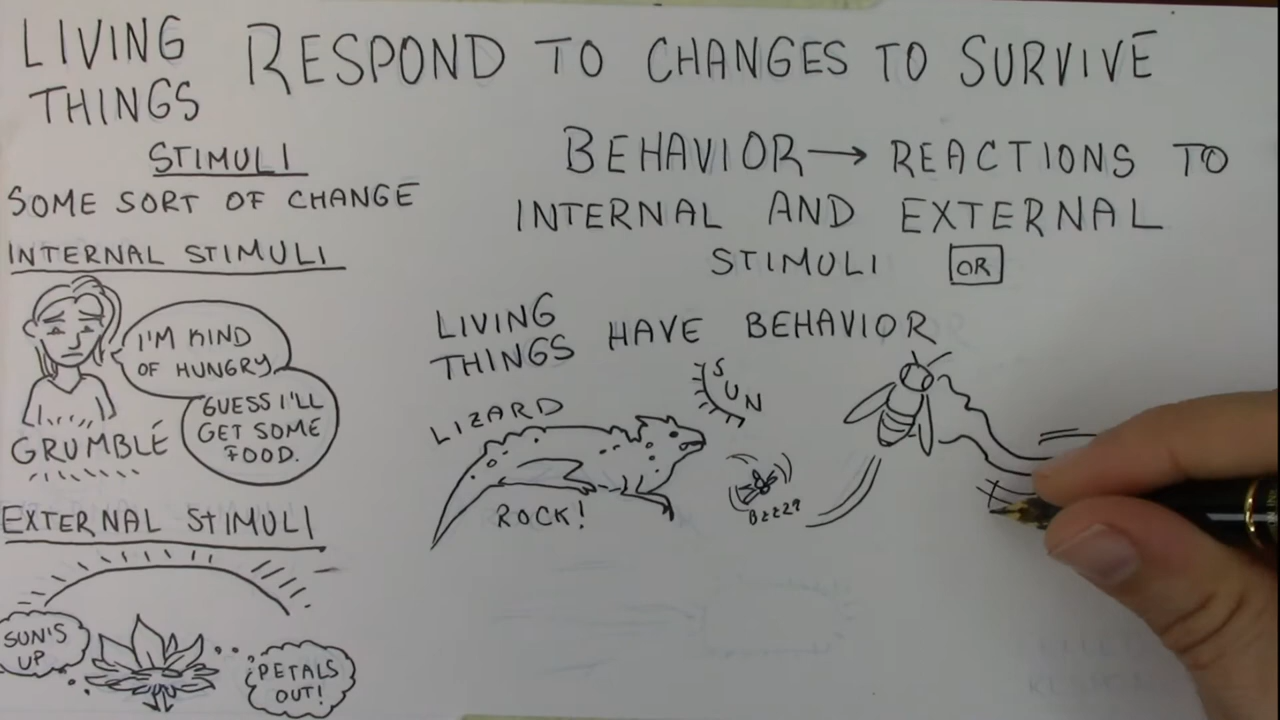 LIVING
THINGS
RESPOND TO CHANGES TO SURVIVE
STIMULI
SOME SORT OF CHANGE
INTERNAL STIMULI
I'M KIND
OF HUNGRY
GUESS I'LL
GET SOME
FOOD.
GRUMBLE
EXTERNAL STIMULI
SUN'S
UP
PETALS
OUT!
BEHAVIOR → REACTIONS TO
INTERNAL AND EXTERNAL
STIMULI OR
LIVING
THINGS HAVE BEHAVIOR
LIZARD
SUN
ROCK!
BZZZ?